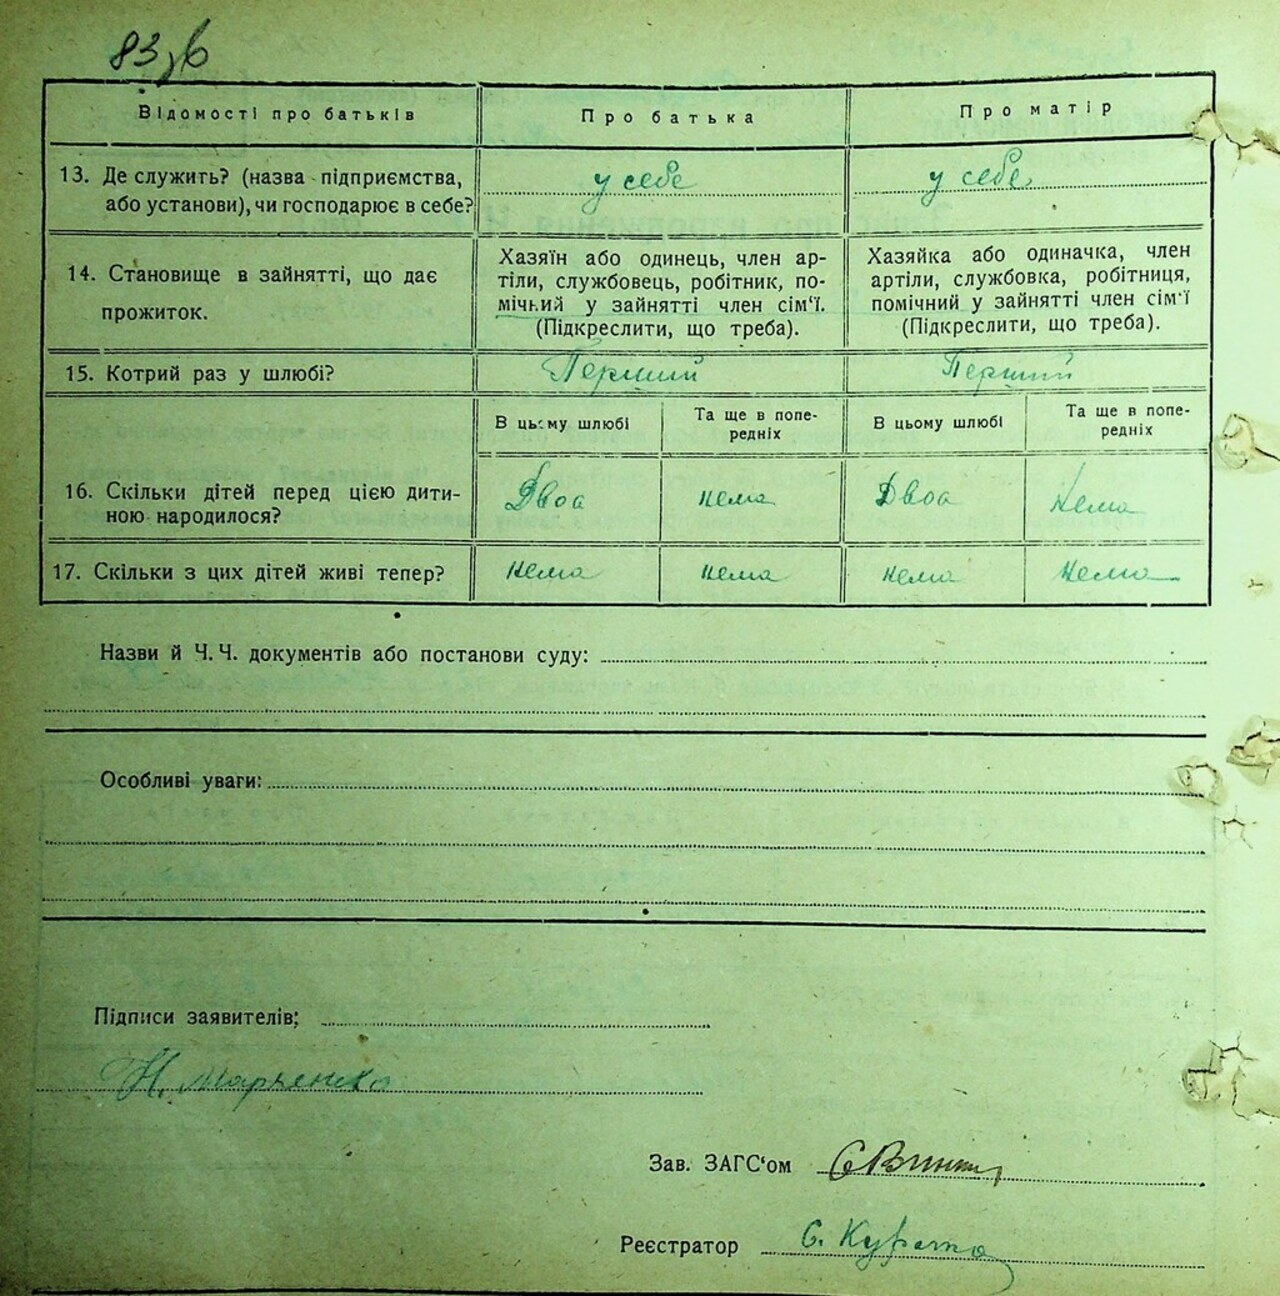 83зв
Відомості про батьків Про батька Про матір
13. Де служить? (назва підприємства, у себе у себе
або установи), чи господарює в себе?
14. Становище в зайнятті, що дає
прожиток.
Хазяїн або одинець, член ар-
тіли, службовець, робітник, по-
мічний у зайнятті член сім'ї.
(Підкреслити, що треба).
Хазяйка або одиначка, член
артіли, службовка, робітниця,
помічний у зайнятті член сім'ї
(Підкреслити, що треба).
15. Котрий раз у шлюбі? Перший Перший
В цьому шлюбі
Та ще в попе-
редніх
В цьому шлюбі
Та ще в попе-
редніх
16. Скільки дітей перед цією дити- Двоа нема Двоа Нема
ною народилося?
17. Скільки з цих дітей живі тепер? нема нема нема нема
Назви й Ч.Ч. документів або постанови суду:
Особливі уваги:
Підписи заявителів;
Н. Марченко
Зав. ЗАГС'ом
Реєстратор С.